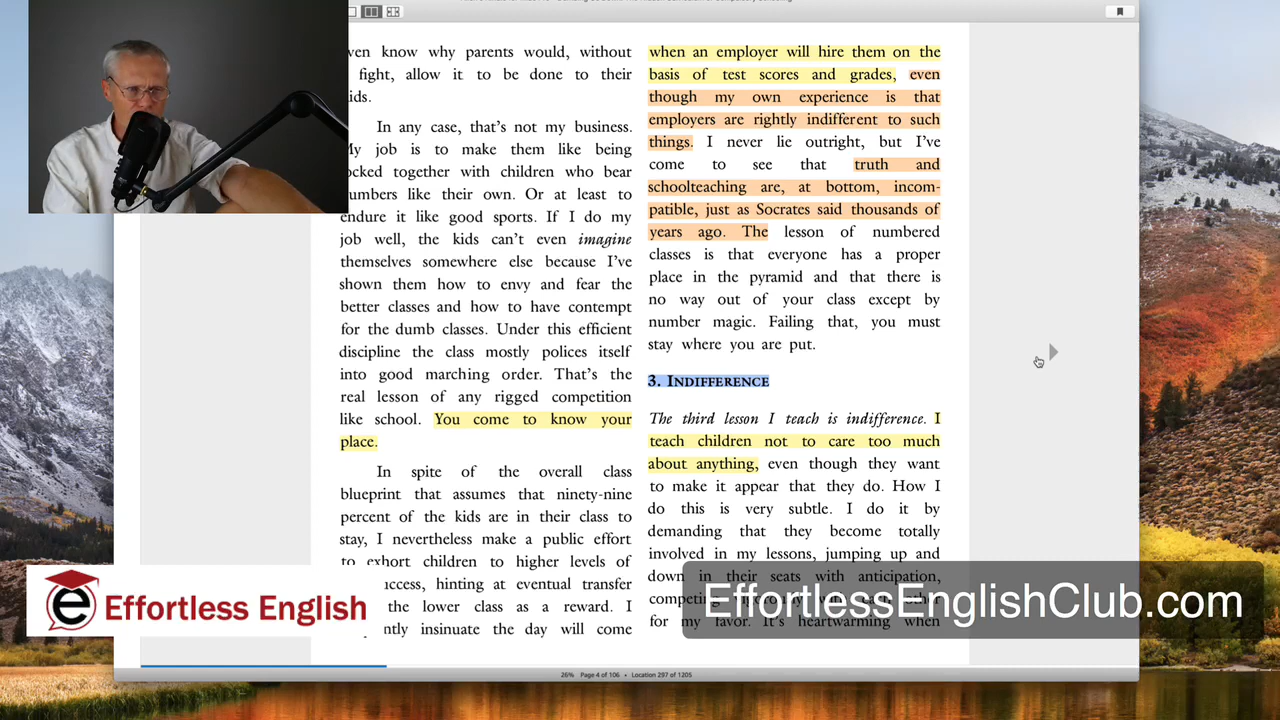 ven know why parents would, without
fight, allow it to be done to their
ids.
In any case, that's not my business.
My job is to make them like being
ocked together with children who bear
numbers like their own. Or at least to
endure it like good sports. If I do my
job well, the kids can't even imagine
themselves somewhere else because I've
shown them how to envy and fear the
better classes and how to have contempt
for the dumb classes. Under this efficient
discipline the class mostly polices itself
into good marching order. That's the
real lesson of any rigged competition
like school. You come to know your
place.
In spite of the overall class
blueprint that assumes that ninety-nine
percent of the kids are in their class to
stay, I nevertheless make a public effort
to exhort children to higher levels of
uccess, hinting at eventual transfer
the lower class as a reward. I
ntly insinuate the day will come
when an employer will hire them on the
basis of test scores and grades, even
though my own experience is that
employers are rightly indifferent to such
things. I never lie outright, but I've
come to see that truth and
schoolteaching are, at bottom, incom-
patible, just as Socrates said thousands of
years ago. The lesson of numbered
classes is that everyone has a proper
place in the pyramid and that there is
no way out of your class except by
number magic. Failing that, you must
stay where you are put.
3. INDIFFERENCE
The third lesson I teach is indifference. I
teach children not to care too much
about anything, even though they want
to make it appear that they do. How I
do this is very subtle. I do it by
demanding that they become totally
involved in my lessons, jumping up and
down in their seats with anticipation,
competing vigorously with each other
for my favor. It's heartwarming when
e Effortless English
EffortlessEnglishClub.com
26% Page 4 of 106 • Location 297 of 1205